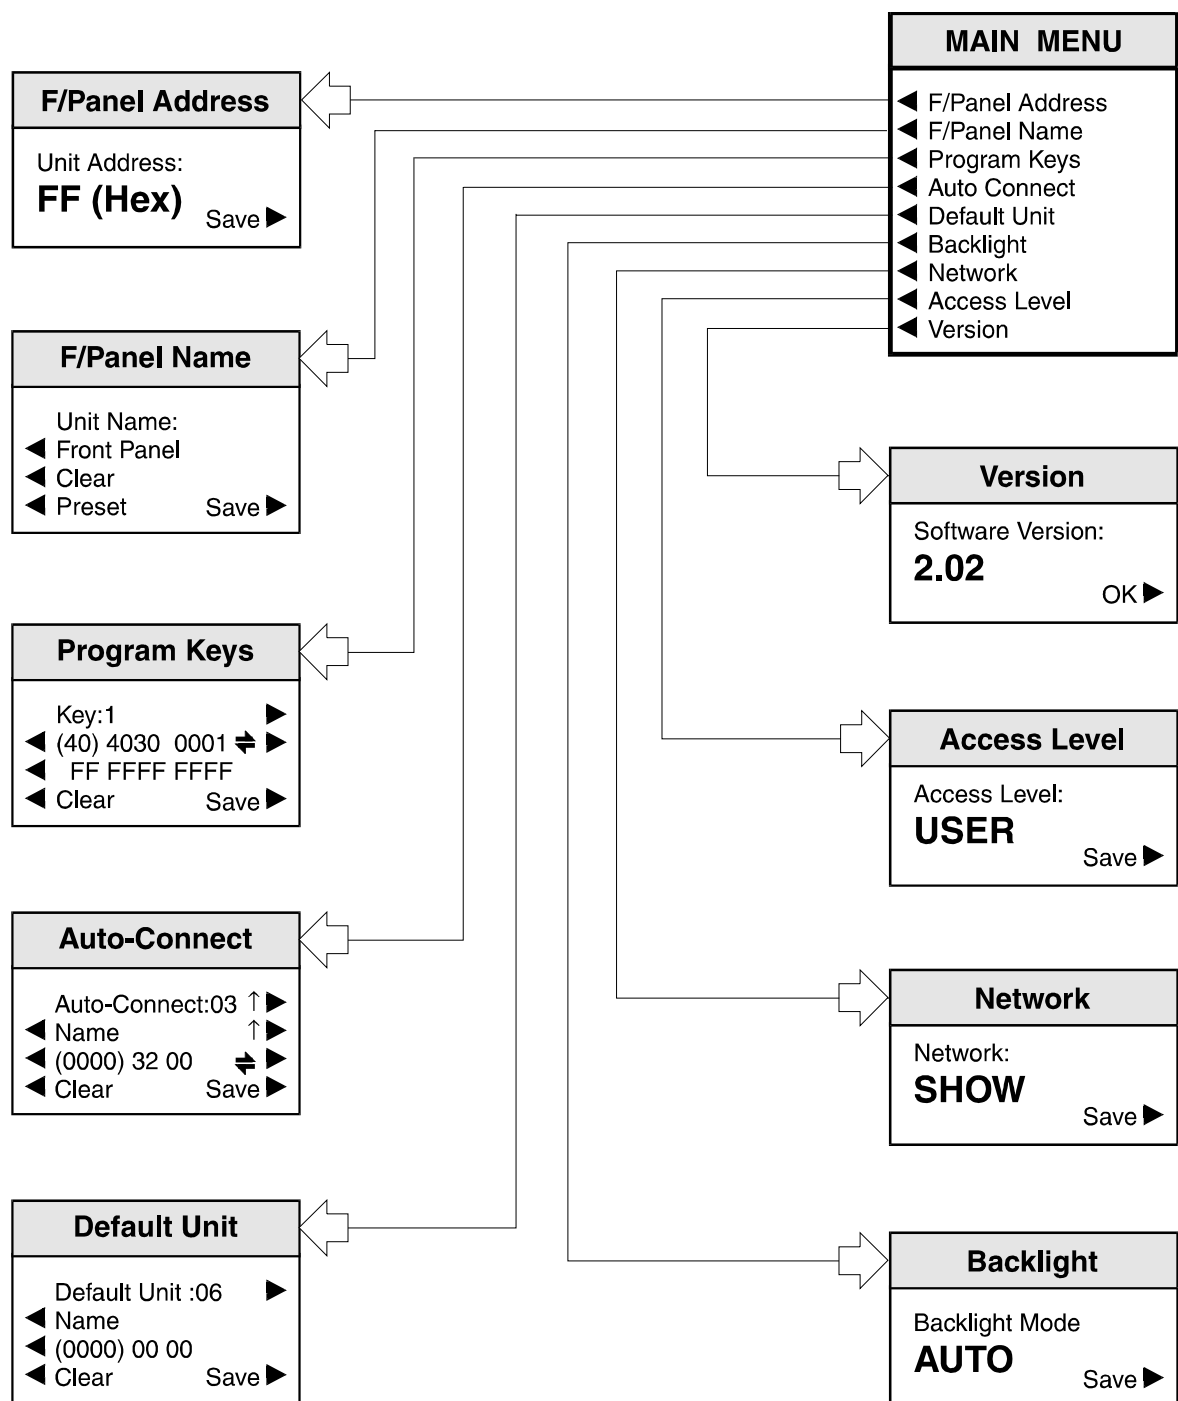 MAIN MENU
F/Panel Address
F/Panel Name
Program Keys
Auto Connect
Default Unit
Backlight
Network
Access Level
Version
F/Panel Address
Unit Address:
FF (Hex)
Save
F/Panel Name
Unit Name:
Front Panel
Clear
Preset Save
Program Keys
Key:1
(40) 4030 0001 ⇌
FF FFFF FFFF
Clear Save
Auto-Connect
Auto-Connect:03 ↑
Name ↑
(0000) 32 00 ⇌
Clear Save
Default Unit
Default Unit :06
Name
(0000) 00 00
Clear Save
Version
Software Version:
2.02
OK
Access Level
Access Level:
USER
Save
Network
Network:
SHOW
Save
Backlight
Backlight Mode
AUTO
Save